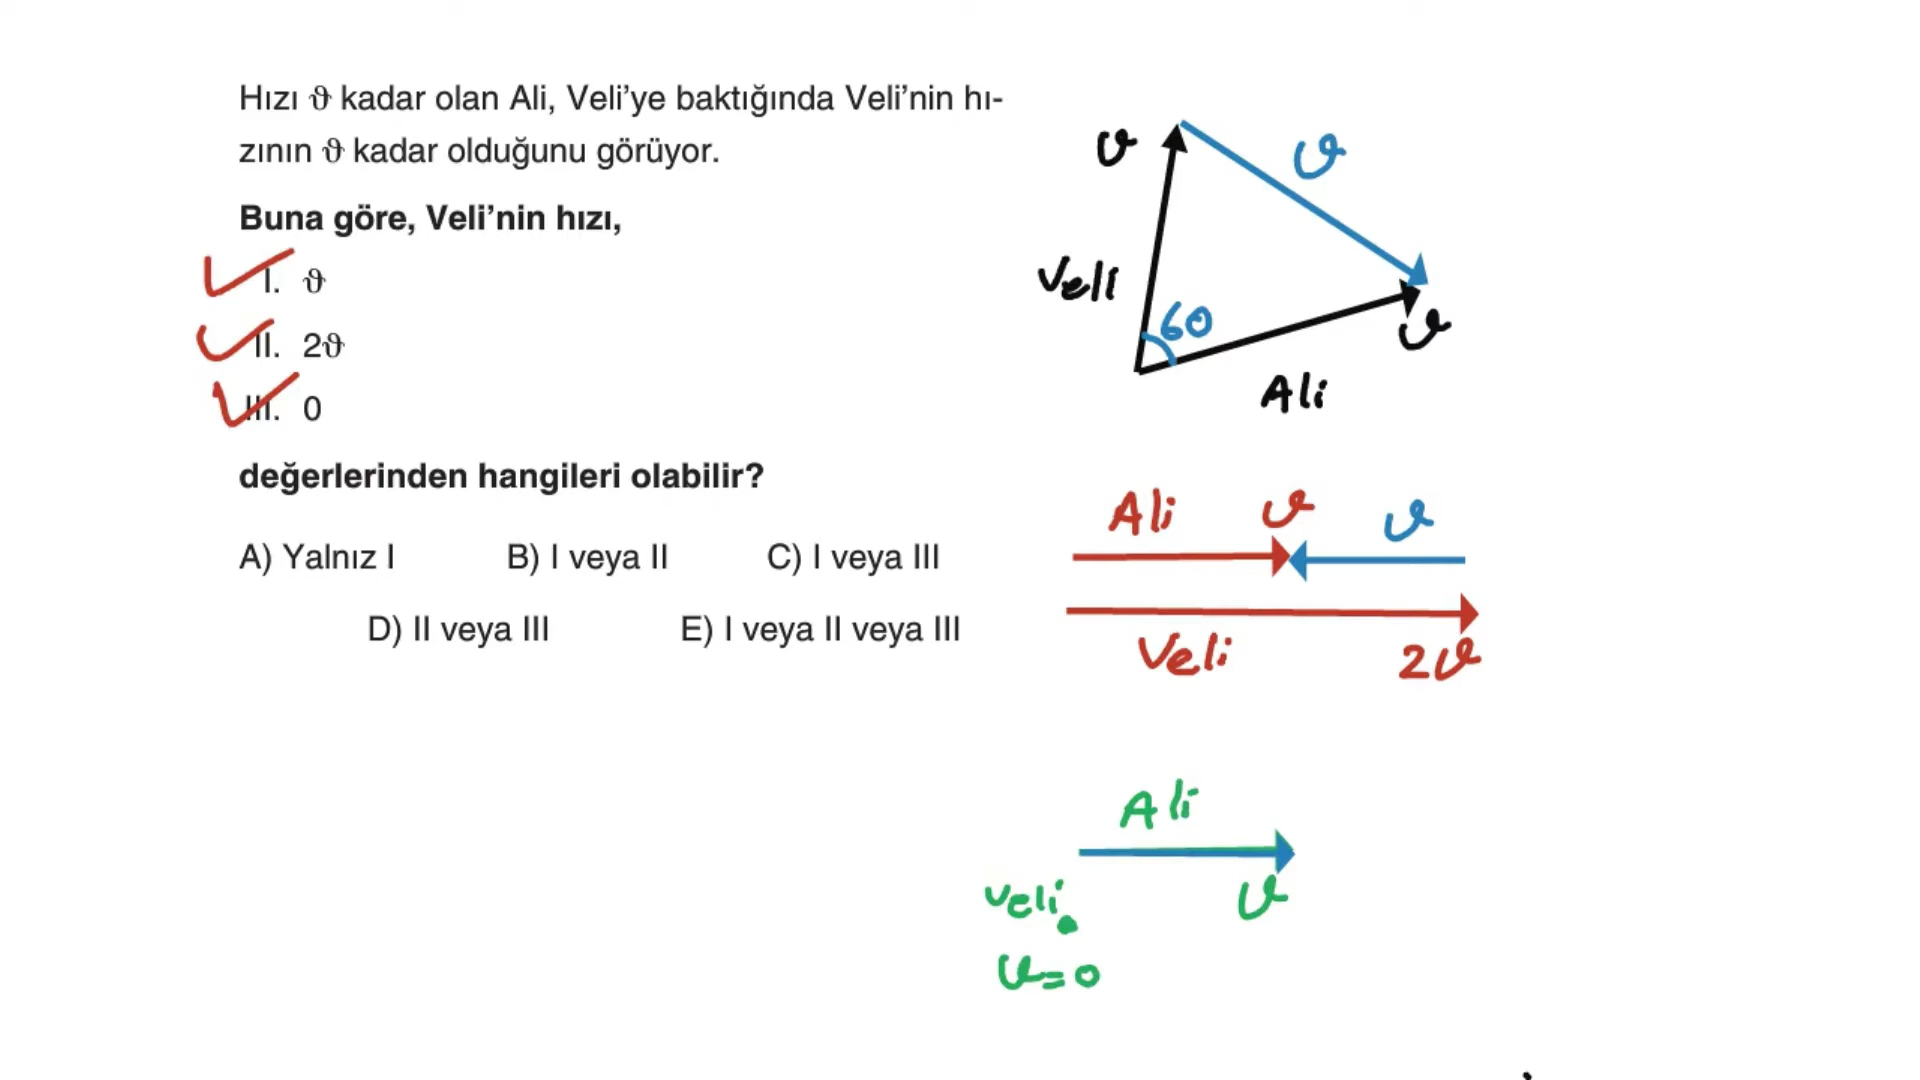 Hızı ϑ kadar olan Ali, Veli’ye baktığında Veli’nin hı-
zının ϑ kadar olduğunu görüyor.
Buna göre, Veli’nin hızı,
I. ϑ
II. 2ϑ
III. 0
değerlerinden hangileri olabilir?
A) Yalnız I B) I veya II C) I veya III
D) II veya III E) I veya II veya III
ϑ ϑ
Veli 60 ϑ
Ali
Ali ϑ ϑ
Veli 2ϑ
Ali
Veli ϑ
ϑ=0